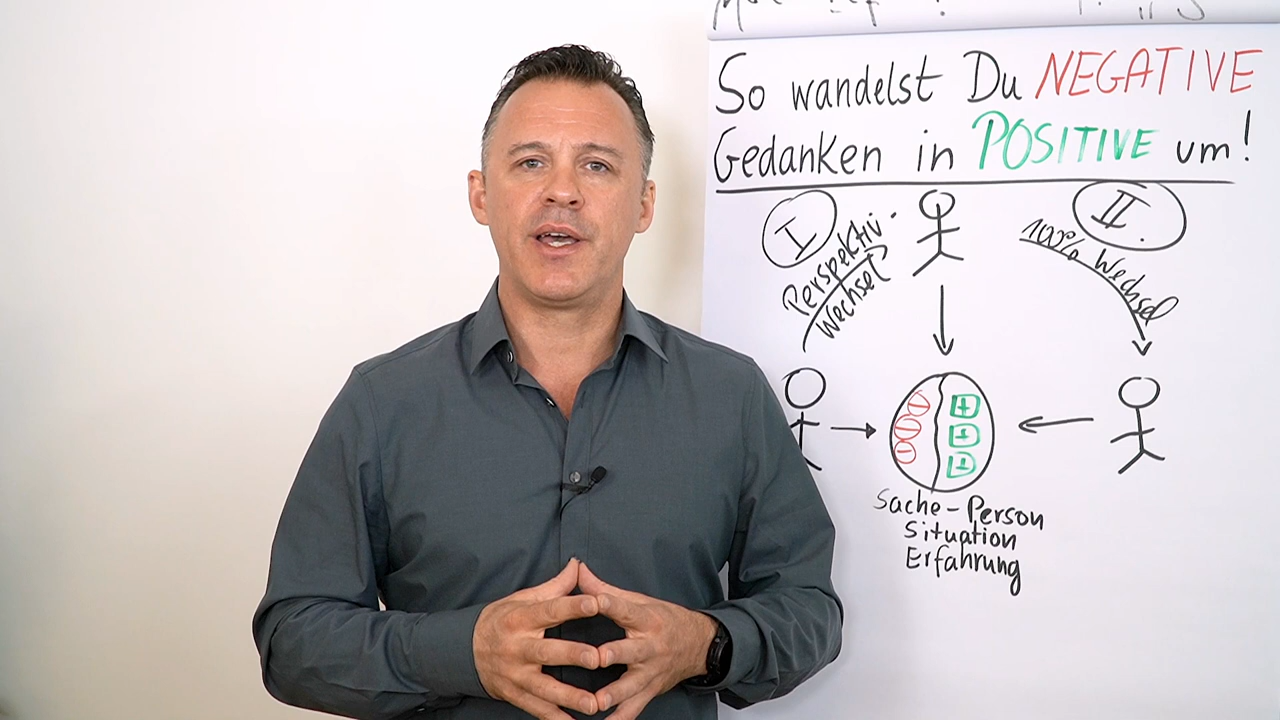 So wandelst Du NEGATIVE
Gedanken in POSITIVE um!
I
Perspektiv-
Wechsel
II.
100% Wechsel
+
+
+
Sache - Person
Situation
Erfahrung